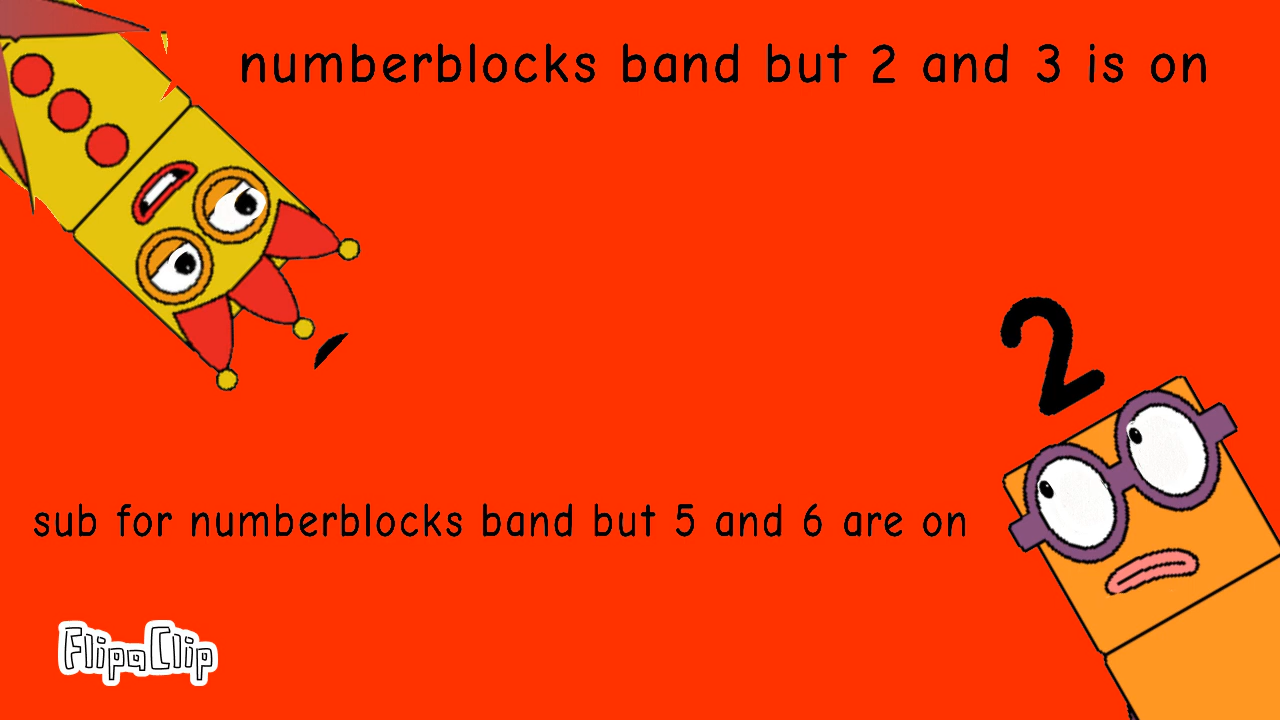 numberblocks band but 2 and 3 is on
2
sub for numberblocks band but 5 and 6 are on
FlipaClip